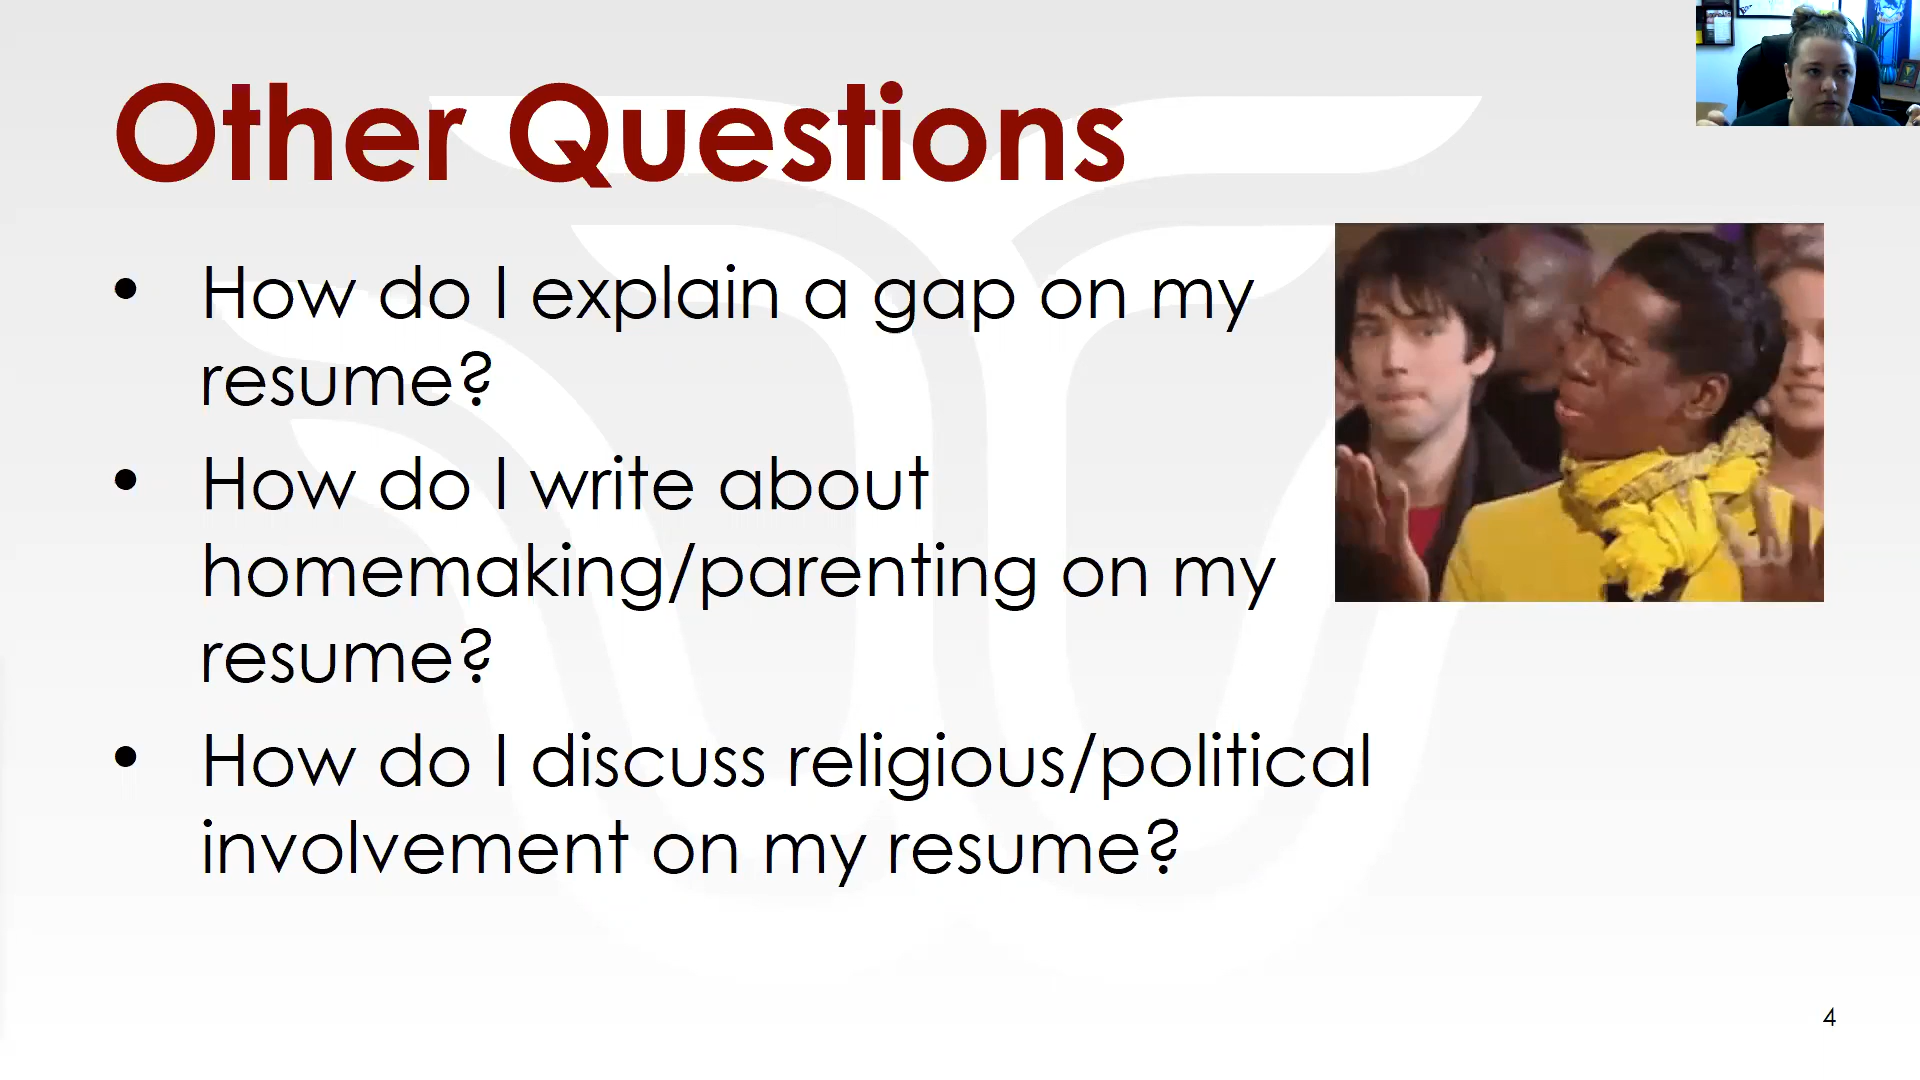 Other Questions
• How do I explain a gap on my
resume?
• How do I write about
homemaking/parenting on my
resume?
• How do I discuss religious/political
involvement on my resume?
4